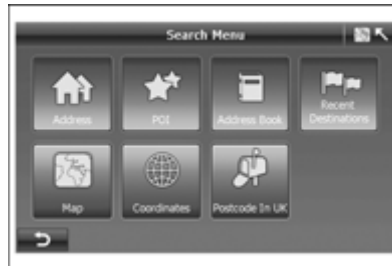 Search Menu
Address
POI
Address Book
Recent
Destinations
Map
Coordinates
Postcode In UK